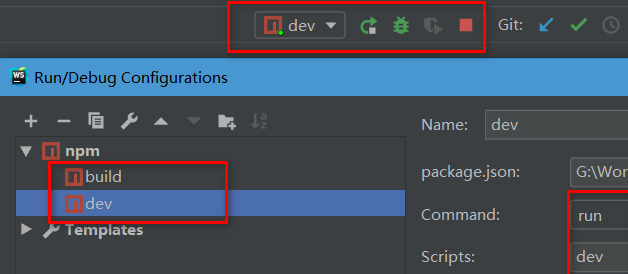 dev
Git:
WS
Run/Debug Configurations
Name: dev
npm
build
package.json: G:\Wor
dev
Command: run
Templates
Scripts: dev